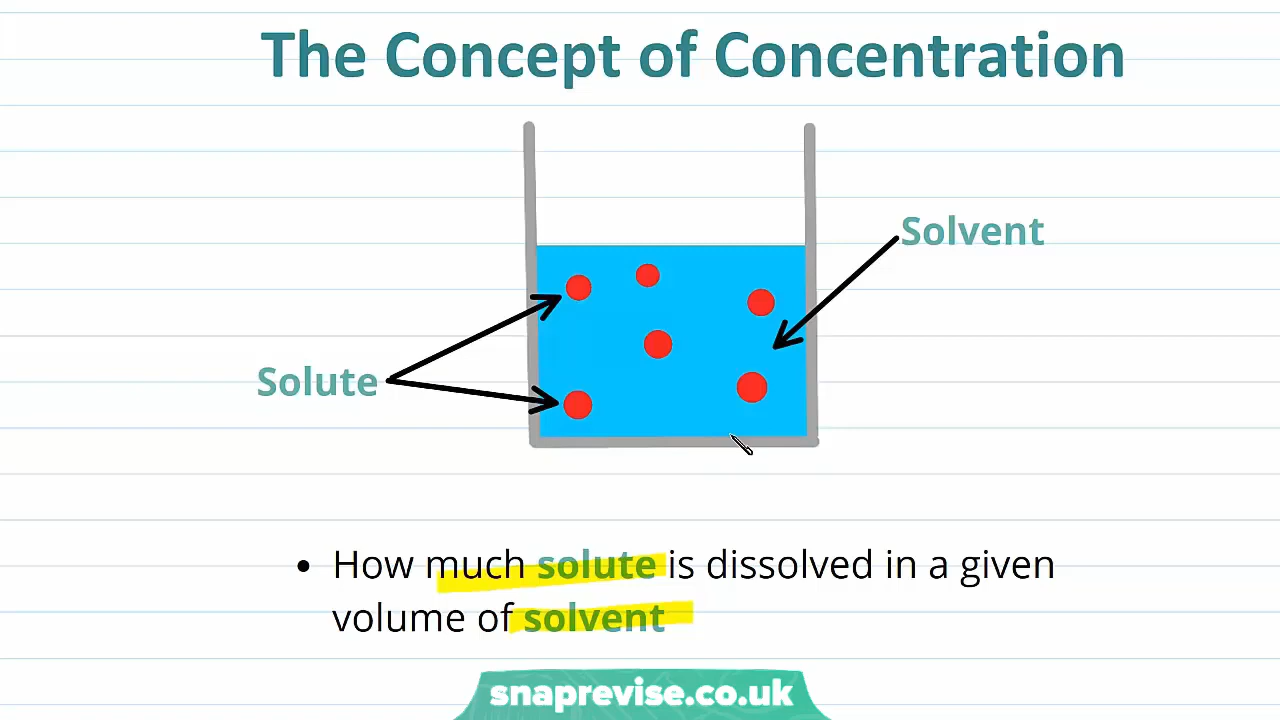 The Concept of Concentration
Solvent
Solute
• How much solute is dissolved in a given
volume of solvent
snaprevise.co.uk